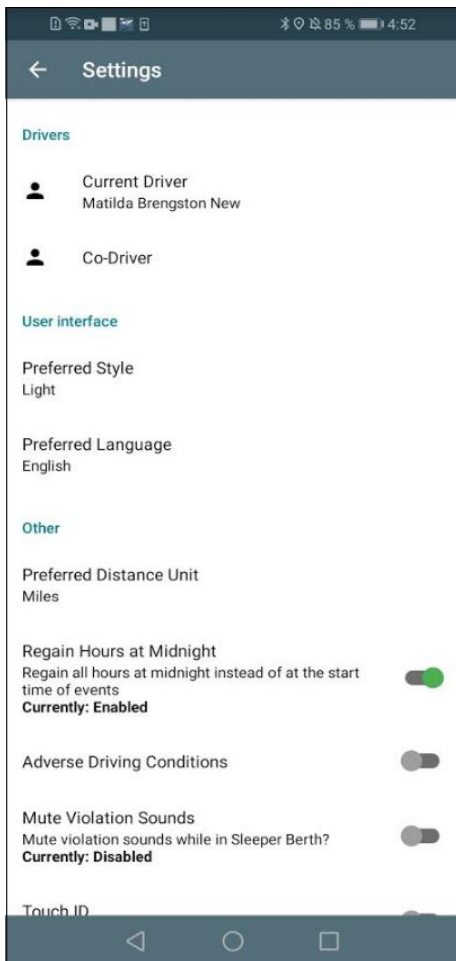 85 % 4:52
Settings
Drivers
Current Driver
Matilda Brengston New
Co-Driver
User interface
Preferred Style
Light
Preferred Language
English
Other
Preferred Distance Unit
Miles
Regain Hours at Midnight
Regain all hours at midnight instead of at the start
time of events
Currently: Enabled
Adverse Driving Conditions
Mute Violation Sounds
Mute violation sounds while in Sleeper Berth?
Currently: Disabled
Touch ID